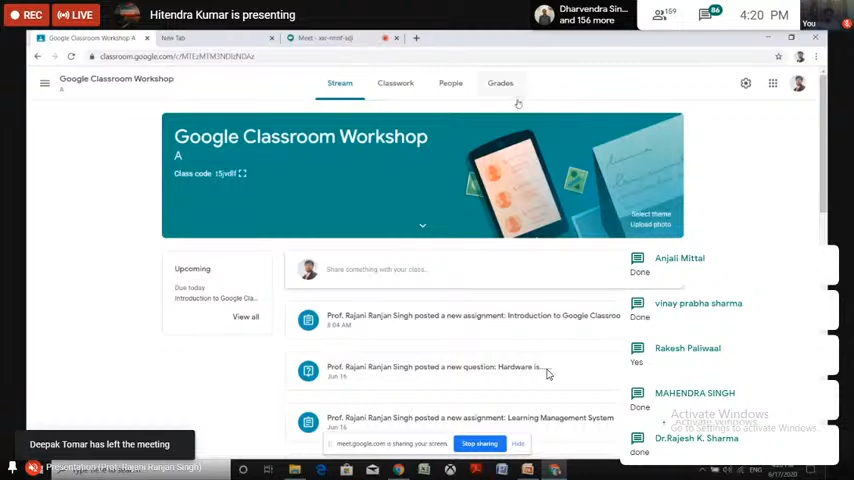 REC LIVE Hitendra Kumar is presenting
Dharvendra Sin...
and 156 more
159
86
4:20 PM
You
Google Classroom Workshop A
New Tab
classroom.google.com
Google Classroom Workshop
A
Stream Classwork People Grades
Google Classroom Workshop
A
Class code
Select theme
Upload photo
Upcoming
Due today
Introduction to Google Cla...
View all
Share something with your class...
Prof. Rajani Ranjan Singh posted a new assignment: Introduction to Google Classroo
8:04 AM
Prof. Rajani Ranjan Singh posted a new question: Hardware is...
Jun 16
Prof. Rajani Ranjan Singh posted a new assignment: Learning Management System
Jun 16
Anjali Mittal
Done
vinay prabha sharma
Done
Rakesh Paliwaal
Yes
MAHENDRA SINGH
Done
Dr.Rajesh K. Sharma
done
Activate Windows
Go to Settings to activate Windows.
meet.google.com is sharing your screen.
Stop sharing
Hide
Deepak Tomar has left the meeting
Presentation (Prof. Rajani Ranjan Singh)
ENG
6/17/2020